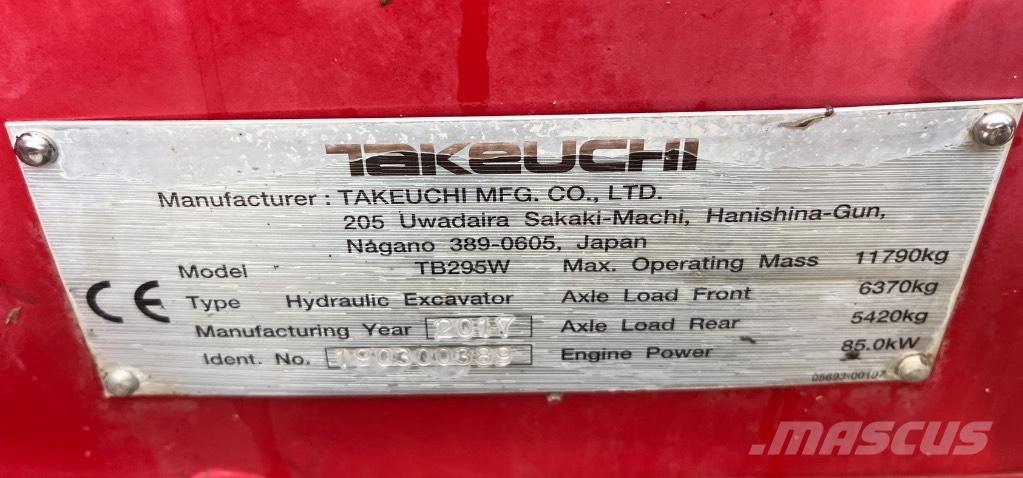 TAKEUCHI
Manufacturer : TAKEUCHI MFG. CO., LTD.
205 Uwadaira Sakaki-Machi, Hanishina-Gun,
Nagano 389-0605, Japan
Model TB295W Max. Operating Mass 11790kg
CE Type Hydraulic Excavator Axle Load Front 6370kg
Manufacturing Year 2017 Axle Load Rear 5420kg
Ident. No. 190300389 Engine Power 85.0kW
.MASCUS